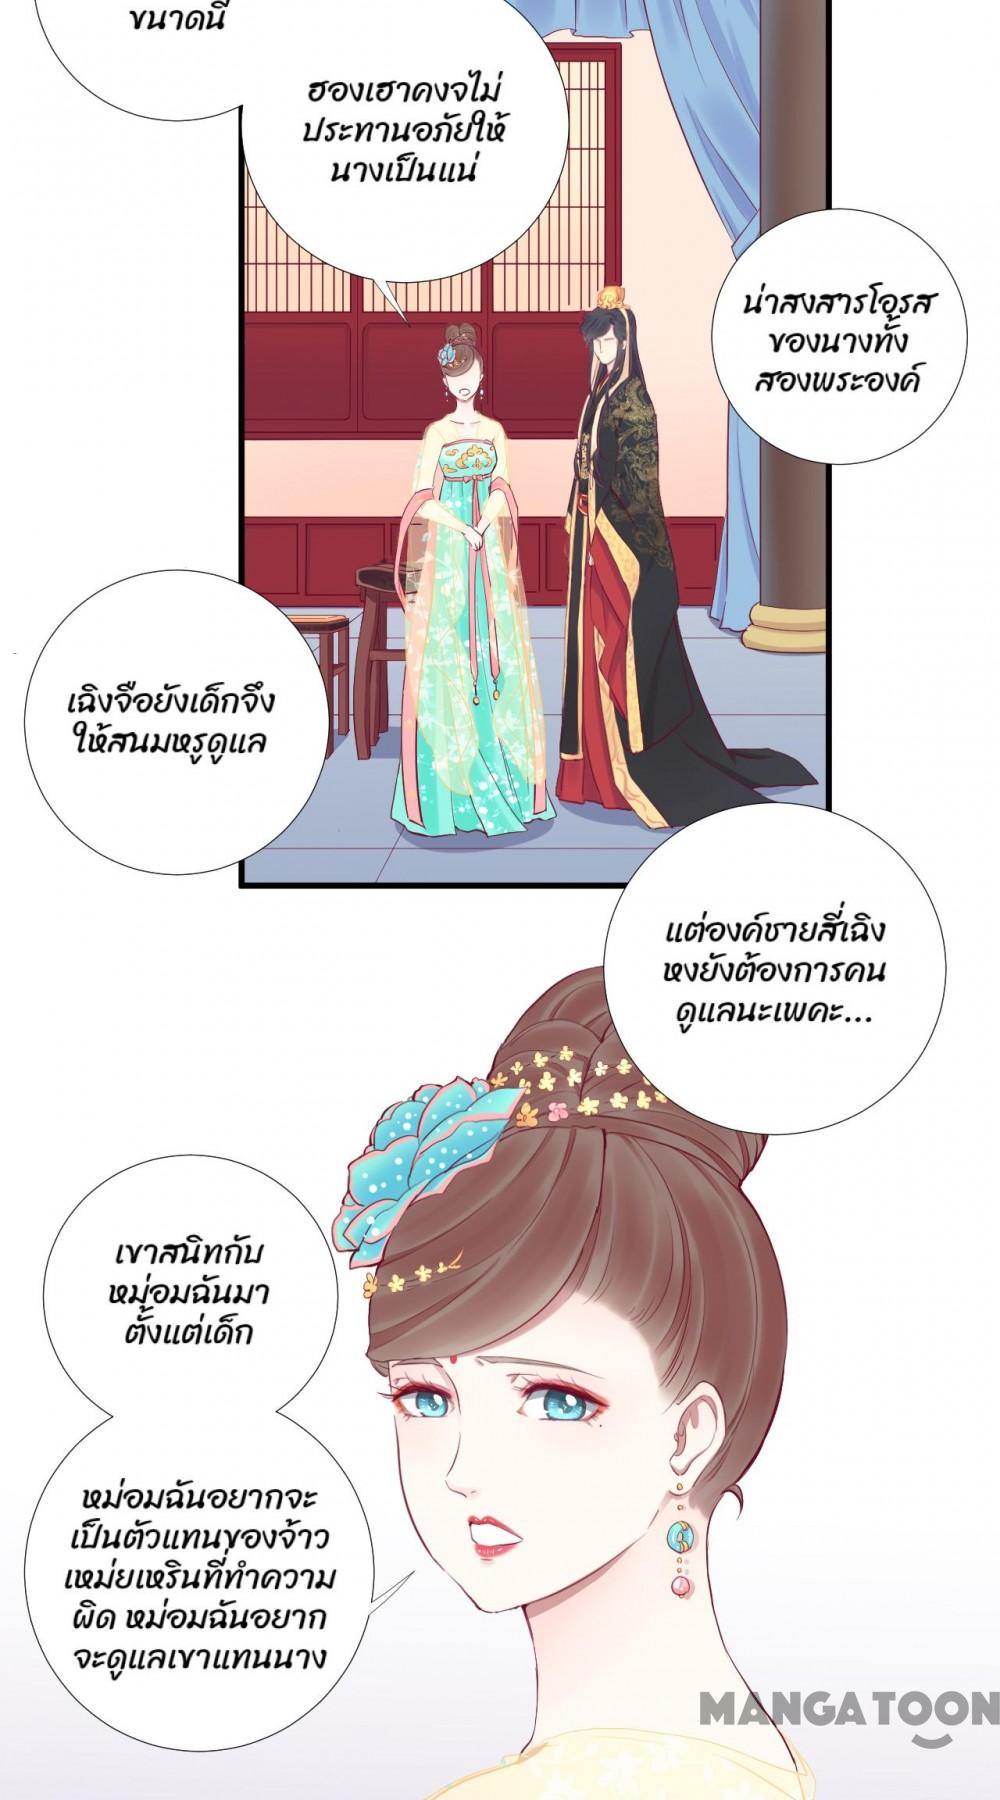 ขนาดนี้
ฮองเฮาคงจไม่
ประทานอภัยให้
นางเป็นแน่
น่าสงสารโอรส
ของนางทั้ง
สองพระองค์
เฉิงจือยังเด็กจึง
ให้สนมหรูดูแล
แต่องค์ชายสี่เฉิง
หงยังต้องการคน
ดูแลนะเพคะ...
เขาสนิทกับ
หม่อมฉันมา
ตั้งแต่เด็ก
หม่อมฉันอยากจะ
เป็นตัวแทนของจ้าว
เหม่ยเหรินที่ทำความ
ผิด หม่อมฉันอยาก
จะดูแลเขาแทนนาง
MANGATOON